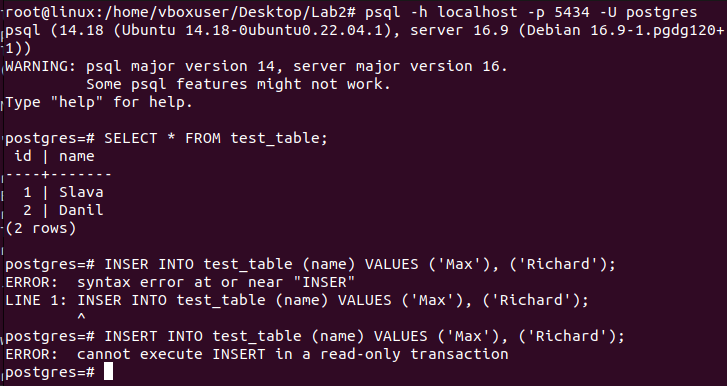 root@linux:/home/vboxuser/Desktop/Lab2# psql -h localhost -p 5434 -U postgres
psql (14.18 (Ubuntu 14.18-0ubuntu0.22.04.1), server 16.9 (Debian 16.9-1.pgdg120+
1))
WARNING: psql major version 14, server major version 16.
         Some psql features might not work.
Type "help" for help.

postgres=# SELECT * FROM test_table;
 id | name
----+-------
  1 | Slava
  2 | Danil
(2 rows)

postgres=# INSER INTO test_table (name) VALUES ('Max'), ('Richard');
ERROR:  syntax error at or near "INSER"
LINE 1: INSER INTO test_table (name) VALUES ('Max'), ('Richard');
        ^
postgres=# INSERT INTO test_table (name) VALUES ('Max'), ('Richard');
ERROR:  cannot execute INSERT in a read-only transaction
postgres=#